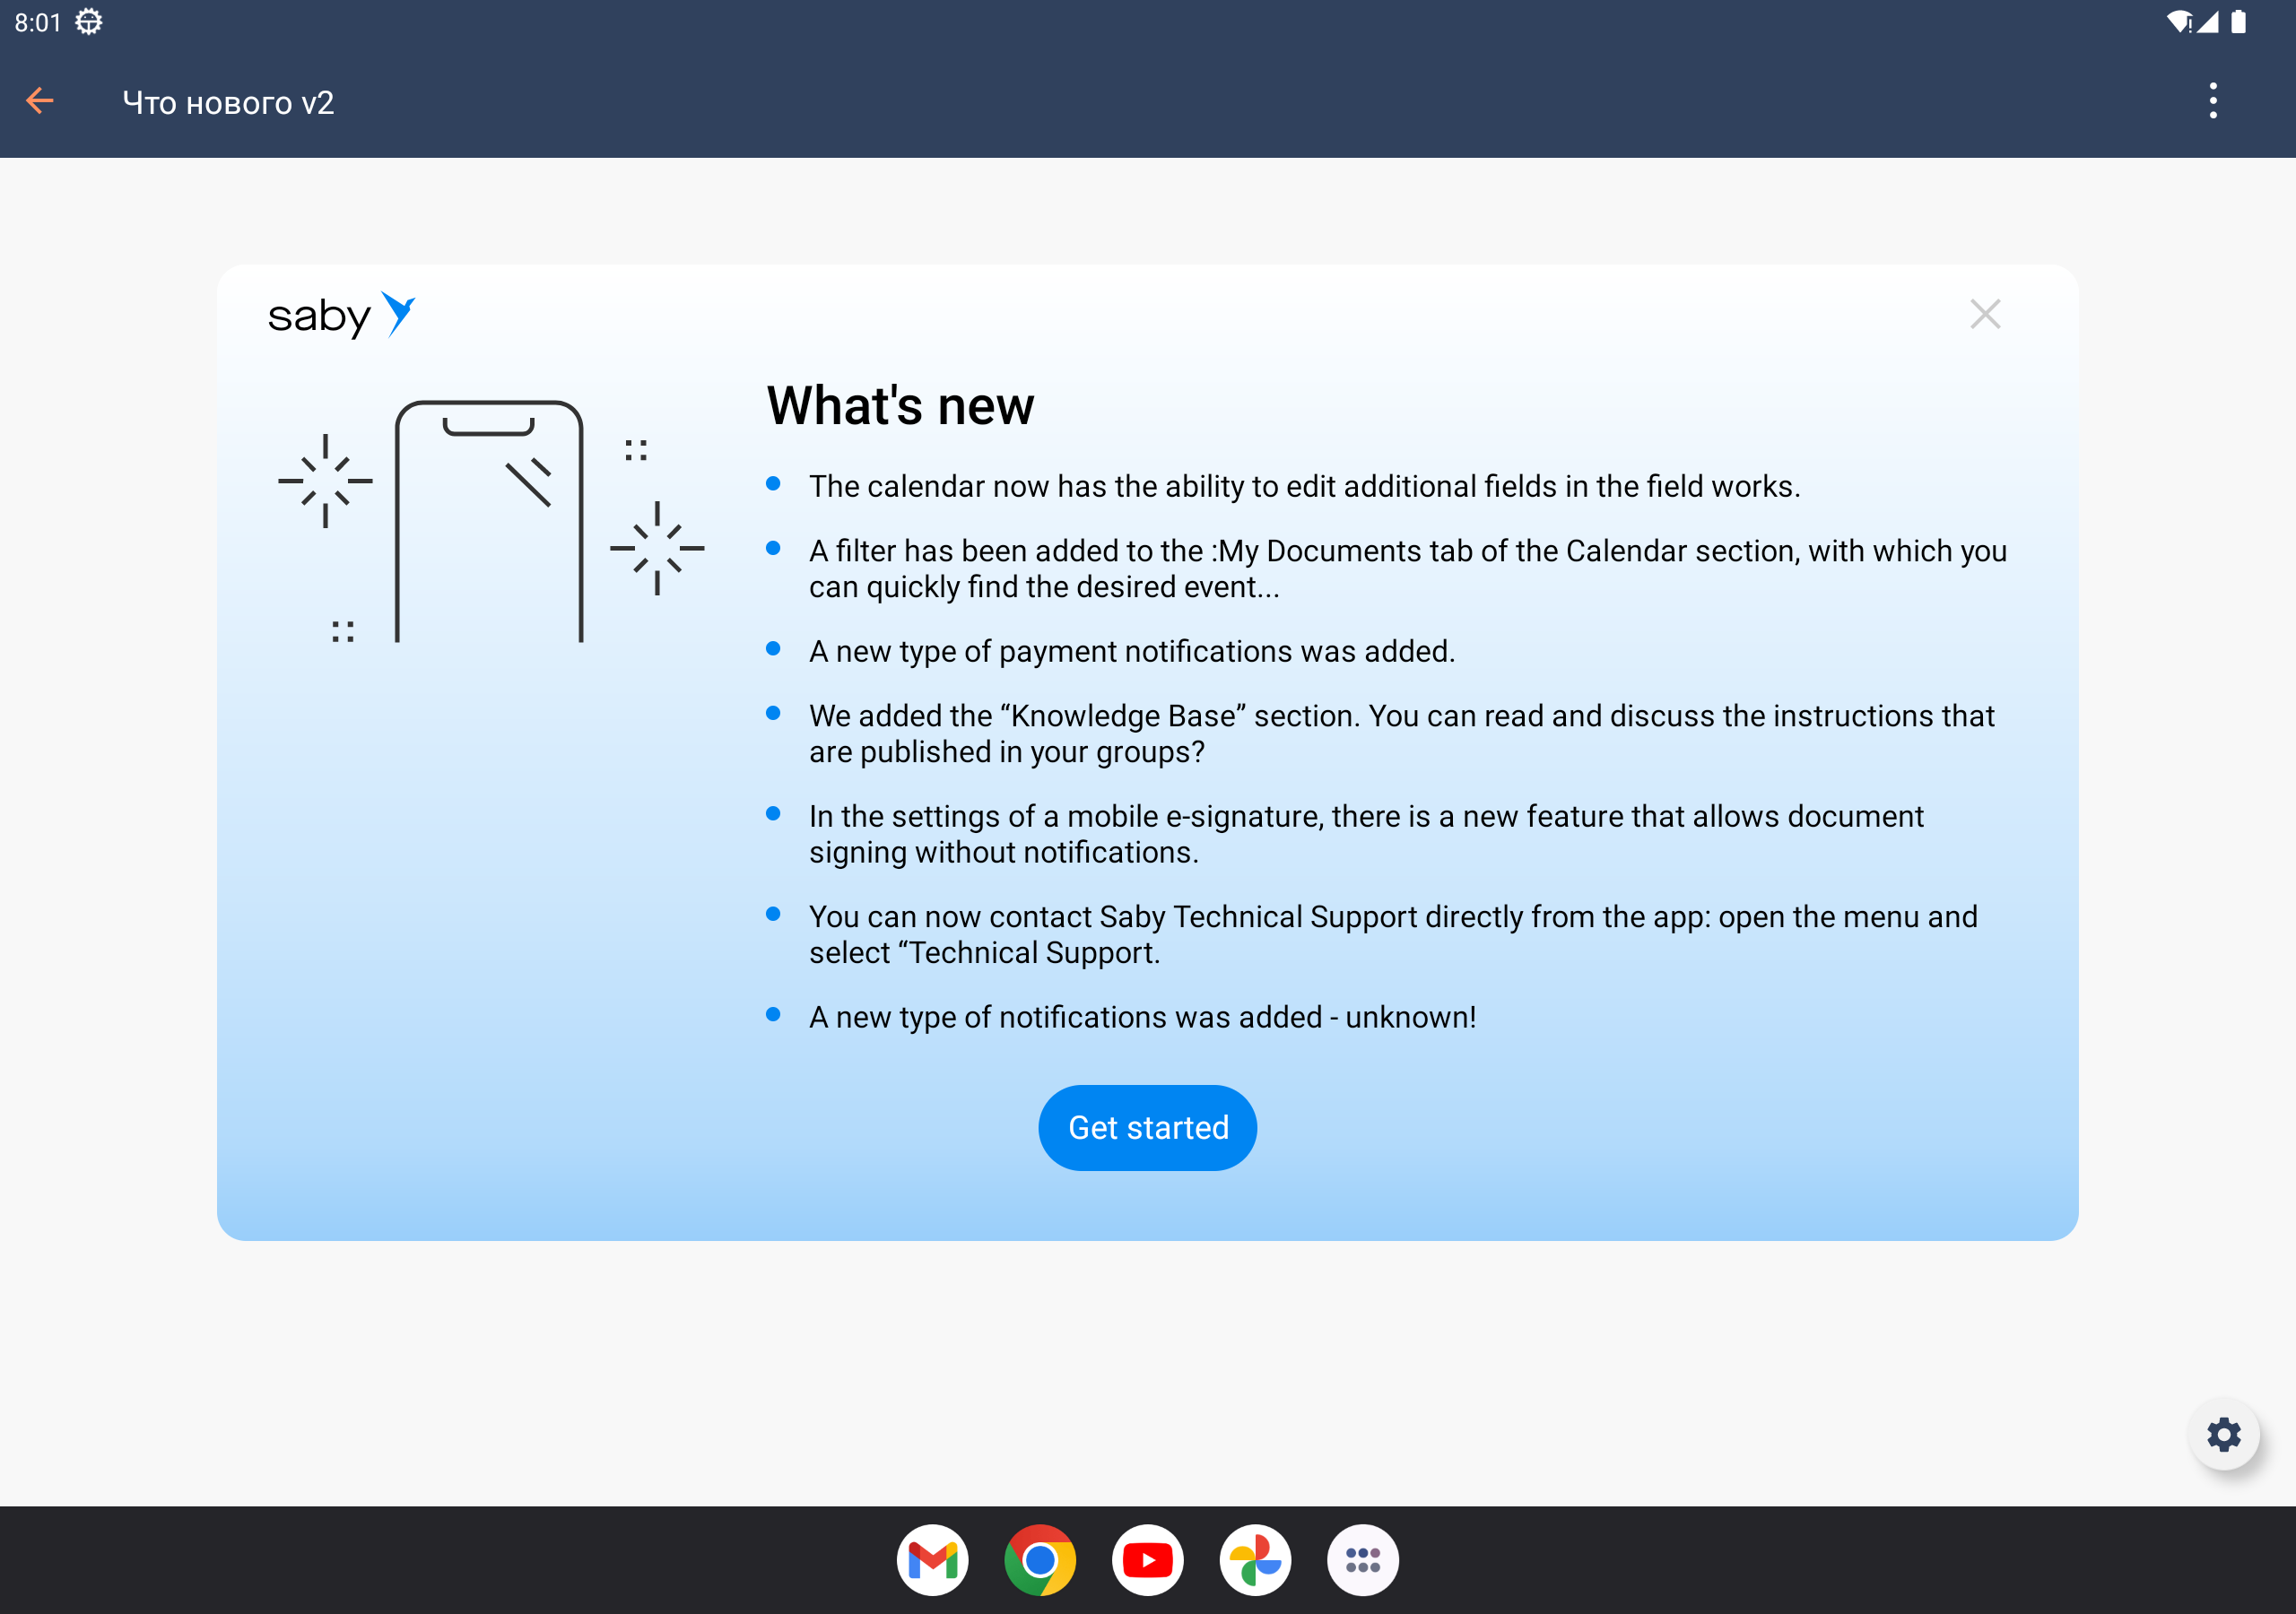 8:01
Что нового v2
saby
What's new
The calendar now has the ability to edit additional fields in the field works.
A filter has been added to the :My Documents tab of the Calendar section, with which you
can quickly find the desired event...
A new type of payment notifications was added.
We added the “Knowledge Base” section. You can read and discuss the instructions that
are published in your groups?
In the settings of a mobile e-signature, there is a new feature that allows document
signing without notifications.
You can now contact Saby Technical Support directly from the app: open the menu and
select “Technical Support.
A new type of notifications was added - unknown!
Get started